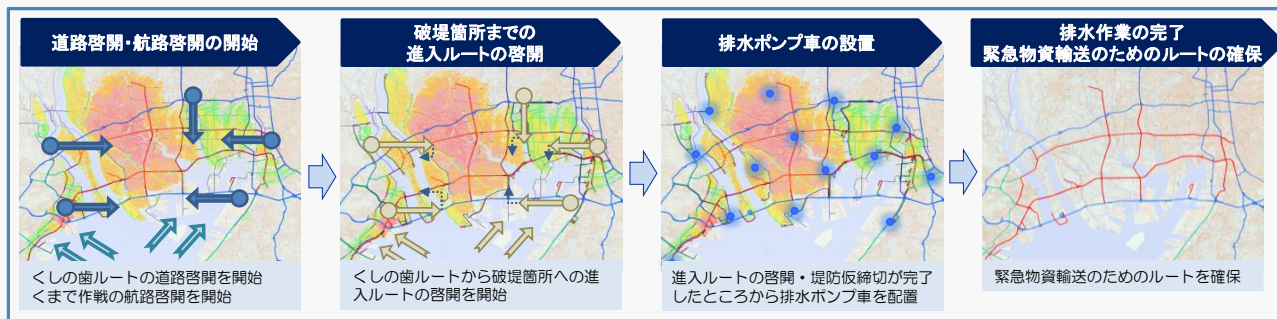 道路啓開・航路啓開の開始
くしの歯ルートの道路啓開を開始
くまで作戦の航路啓開を開始
破堤箇所までの
進入ルートの啓開
くしの歯ルートから破堤箇所への進
入ルートの啓開を開始
排水ポンプ車の設置
進入ルートの啓開・堤防仮締切が完了
したところから排水ポンプ車を配置
排水作業の完了
緊急物資輸送のためのルートの確保
緊急物資輸送のためのルートを確保